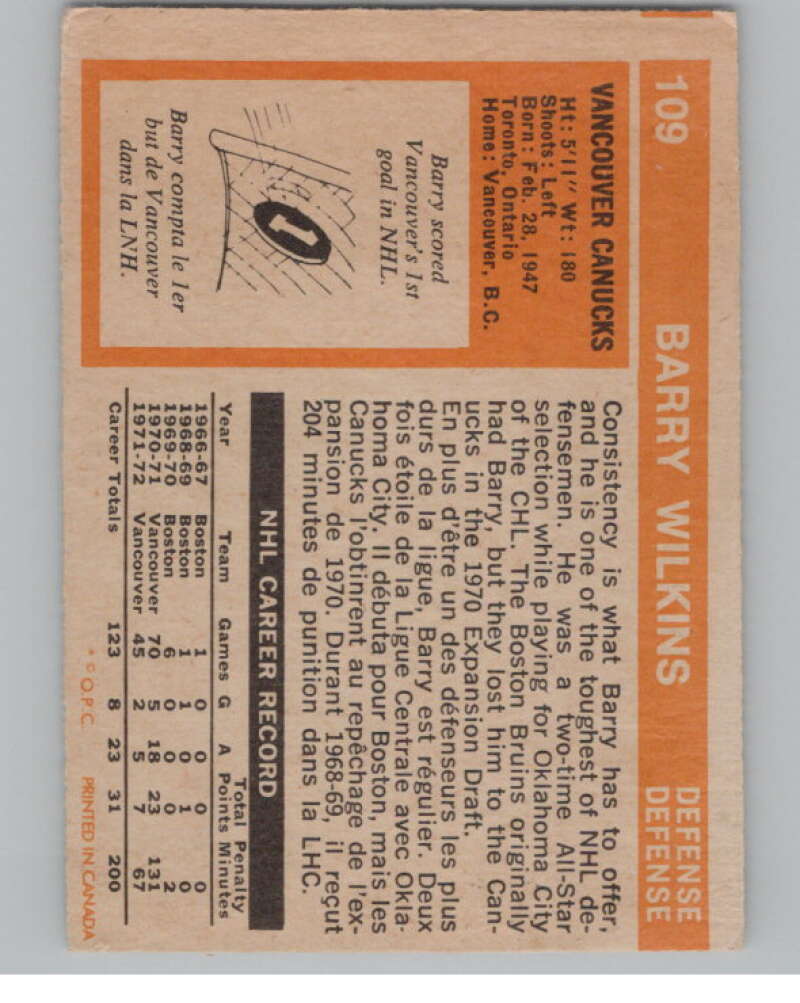 109 BARRY WILKINS DEFENSE
DEFENSE
VANCOUVER CANUCKS
Ht: 5'11" Wt: 180
Shoots: Left
Born: Feb. 28, 1947
Toronto, Ontario
Home: Vancouver, B.C.
Barry scored
Vancouver's 1st
goal in NHL.
1
Barry compta le 1er
but de Vancouver
dans la LNH.
Consistency is what Barry has to offer,
and he is one of the toughest of NHL de-
fensemen. He was a two-time All-Star
selection while playing for Oklahoma City
of the CHL. The Boston Bruins originally
had Barry, but they lost him to the Can-
ucks in the 1970 Expansion Draft.
En plus d'être un des défenseurs les plus
durs de la ligue, Barry est régulier. Deux
fois étoile de la Ligue Centrale avec Okla-
homa City. Il débuta pour Boston, mais les
Canucks l'obtinrent au repêchage de l'ex-
pansion de 1970. Durant 1968-69, il reçut
204 minutes de punition dans la LHC.
NHL CAREER RECORD
Total Penalty
Year Team Games G A Points Minutes
1966-67 Boston 1 0 0 0 0
1968-69 Boston 1 1 0 1 0
1969-70 Boston 6 0 0 0 2
1970-71 Vancouver 70 5 18 23 131
1971-72 Vancouver 45 2 5 7 67
Career Totals 123 8 23 31 200
* © O.P.C. PRINTED IN CANADA